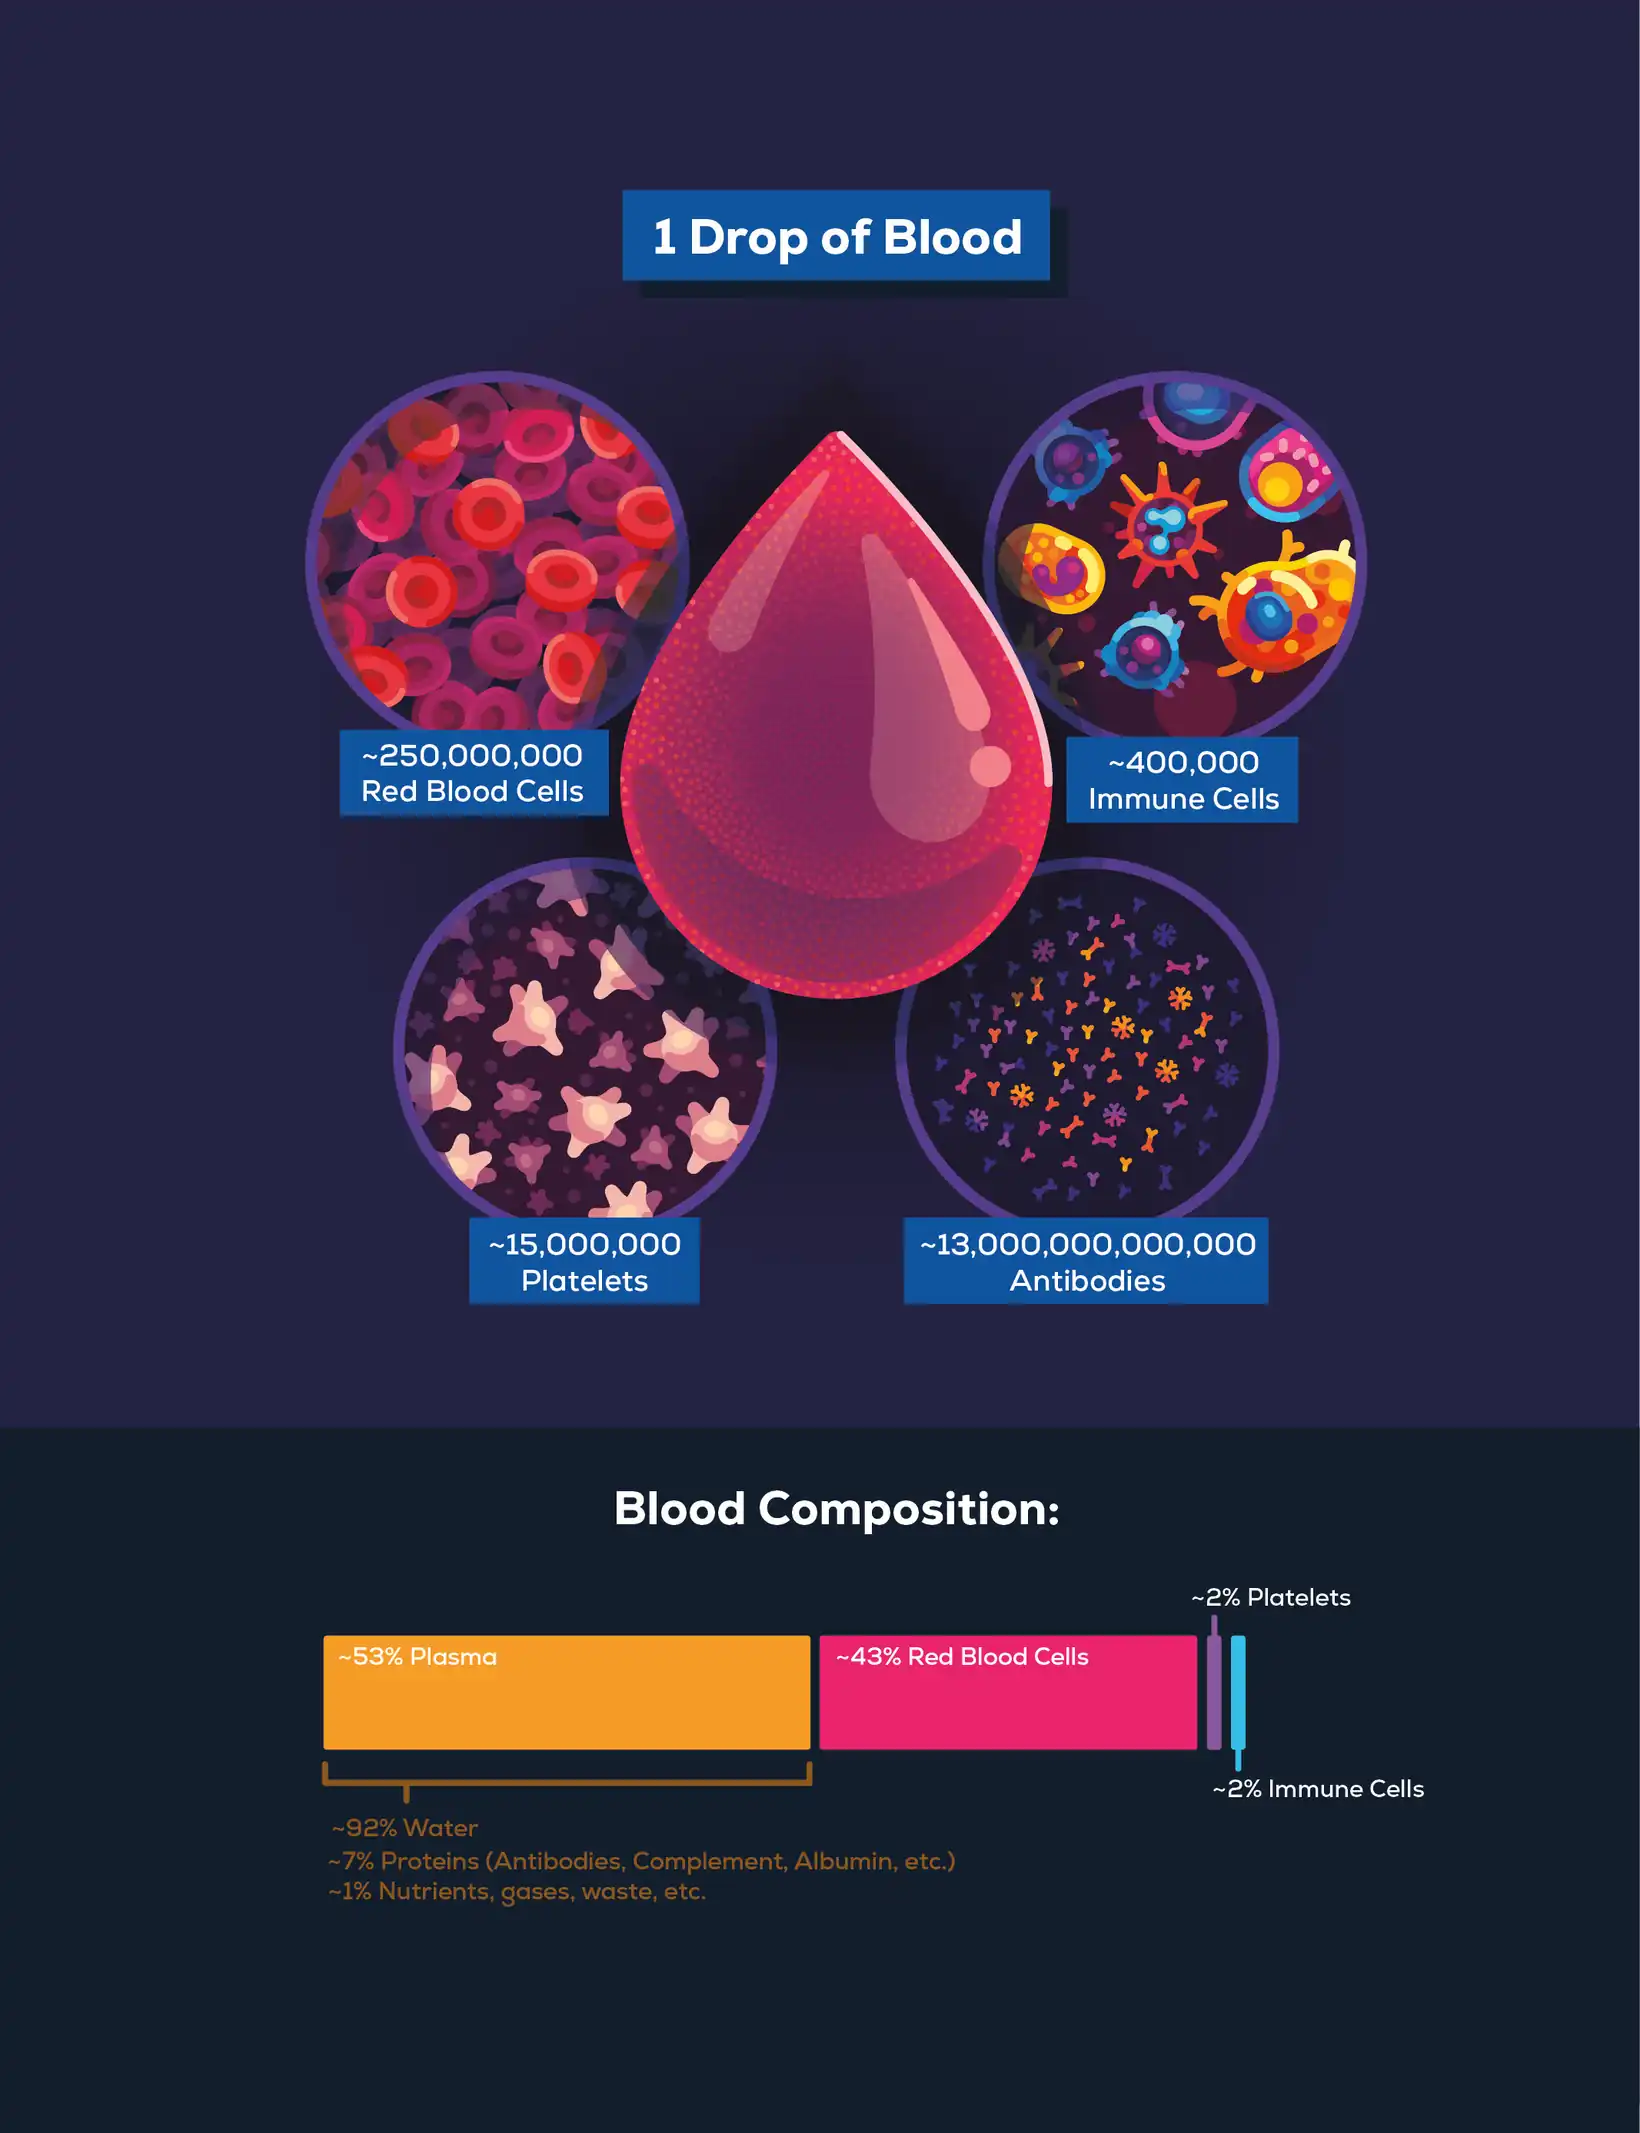 1 Drop of Blood
~250,000,000
Red Blood Cells
~400,000
Immune Cells
~15,000,000
Platelets
~13,000,000,000,000
Antibodies
Blood Composition:
~2% Platelets
~53% Plasma
~43% Red Blood Cells
~2% Immune Cells
~92% Water
~7% Proteins (Antibodies, Complement, Albumin, etc.)
~1% Nutrients, gases, waste, etc.